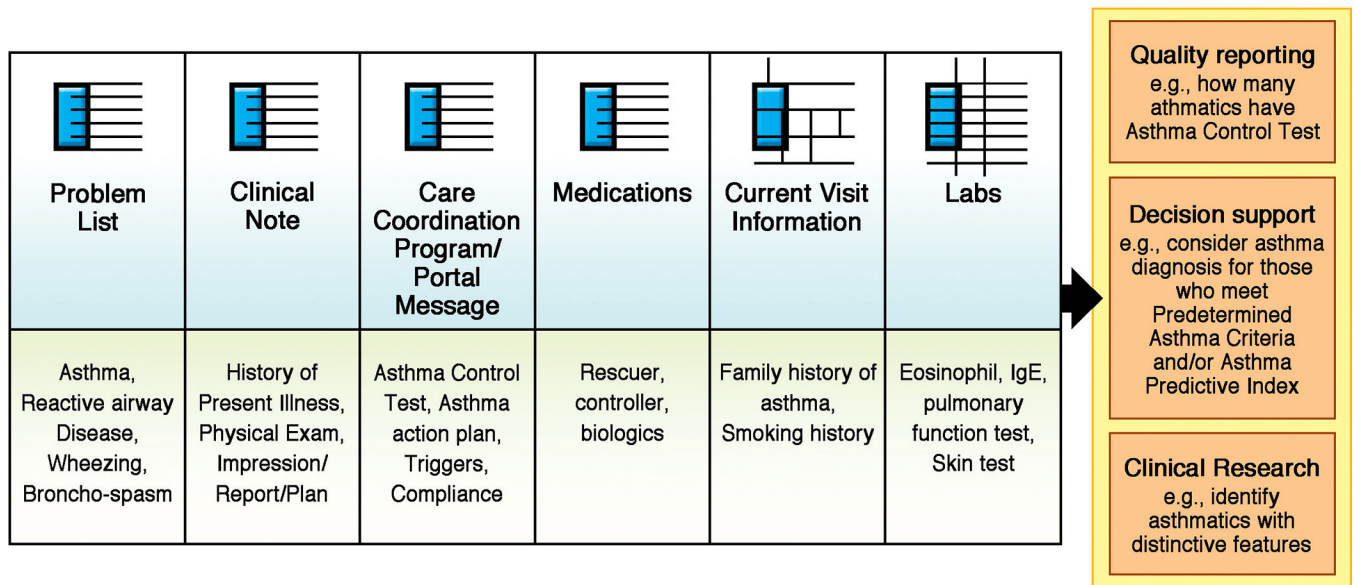 Problem
List
Clinical
Note
Care
Coordination
Program/
Portal
Message
Medications
Current Visit
Information
Labs
Asthma,
Reactive airway
Disease,
Wheezing,
Broncho-spasm
History of
Present Illness,
Physical Exam,
Impression/
Report/Plan
Asthma Control
Test, Asthma
action plan,
Triggers,
Compliance
Rescuer,
controller,
biologics
Family history of
asthma,
Smoking history
Eosinophil, IgE,
pulmonary
function test,
Skin test
Quality reporting
e.g., how many
athmatics have
Asthma Control Test
Decision support
e.g., consider asthma
diagnosis for those
who meet
Predetermined
Asthma Criteria
and/or Asthma
Predictive Index
Clinical Research
e.g., identify
asthmatics with
distinctive features